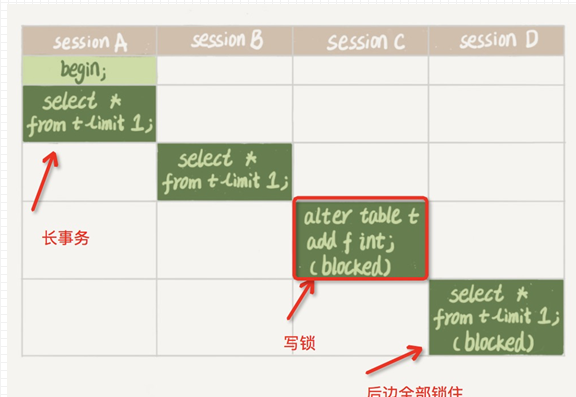 session A
session B
session C
session D
begin;
select *
from t limit 1;
长事务
select *
from t limit 1;
alter table t
add f int;
(blocked)
写锁
select *
from t limit 1;
(blocked)
后边全部锁住